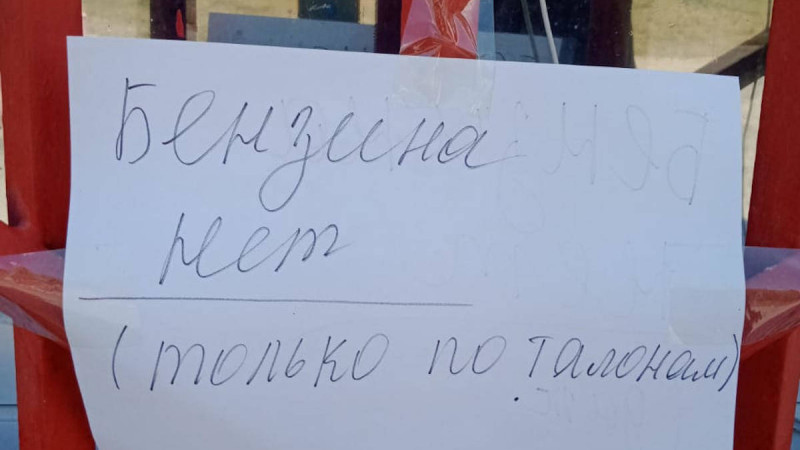 Бензина
нет
(только по талонам)